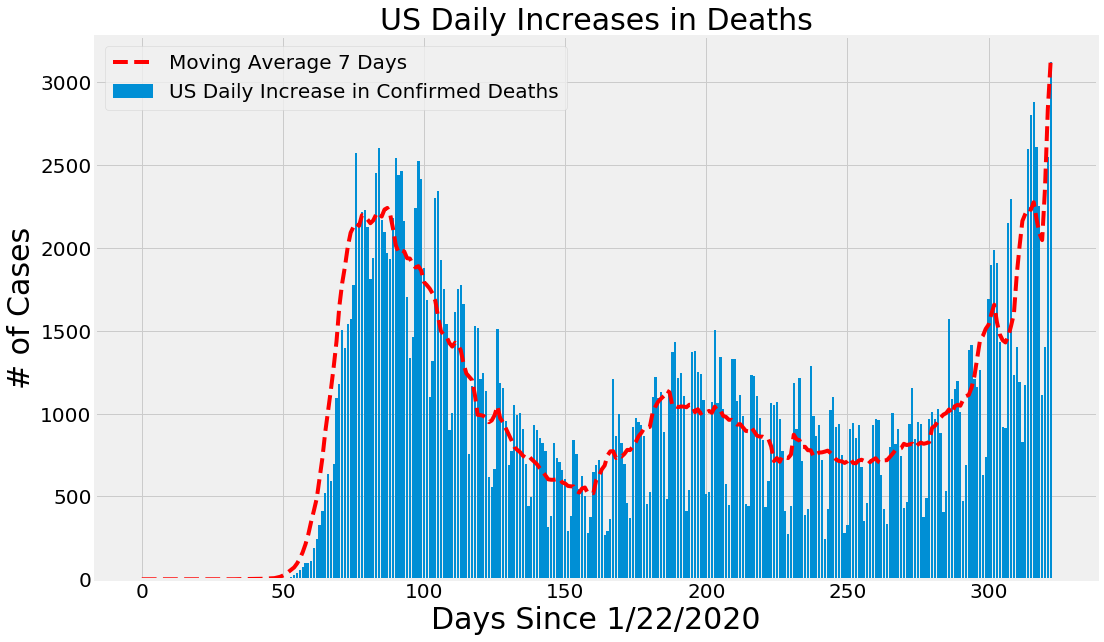 US Daily Increases in Deaths
Moving Average 7 Days
US Daily Increase in Confirmed Deaths
# of Cases
3000
2500
2000
1500
1000
500
0
0 50 100 150 200 250 300
Days Since 1/22/2020